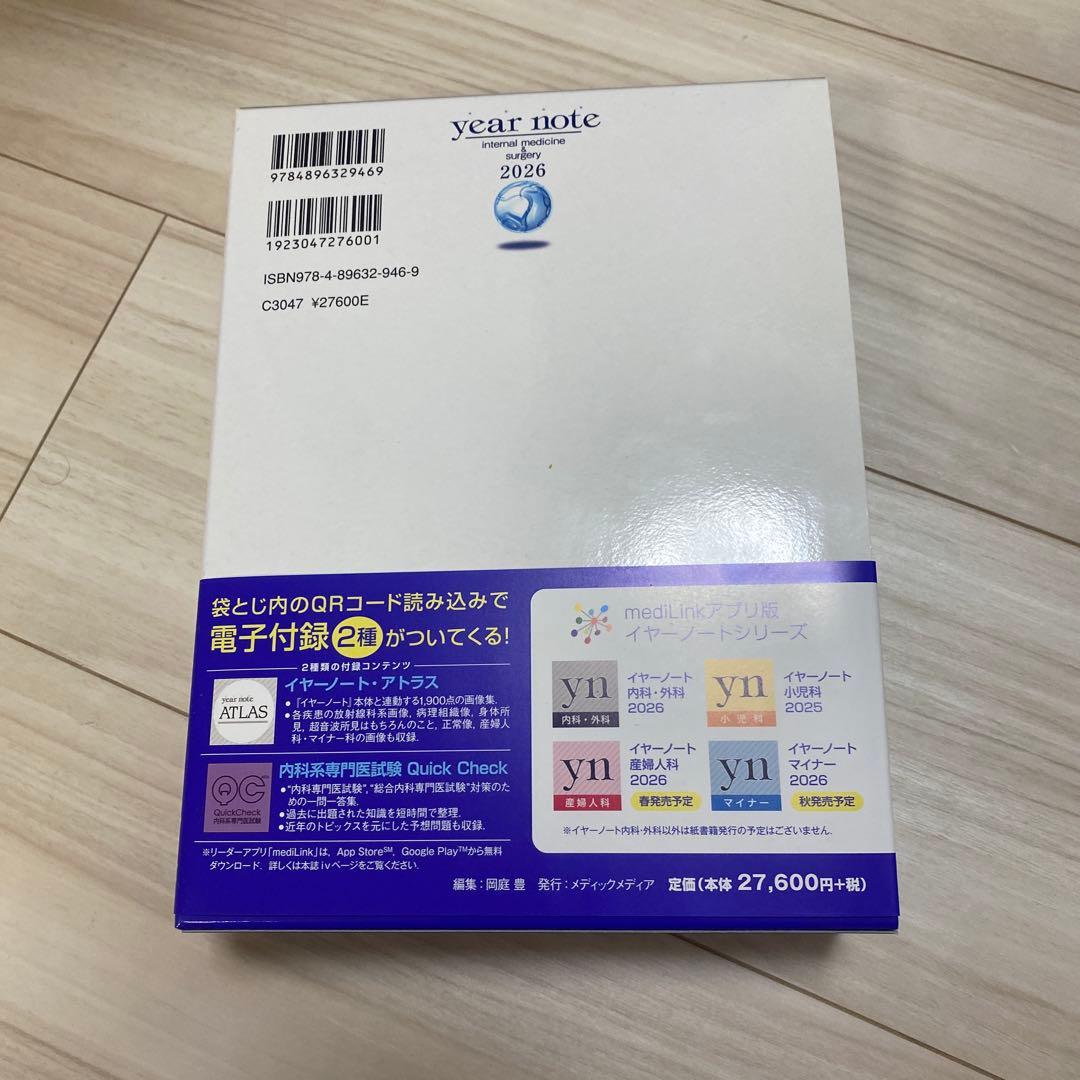 year note
internal medicine
&
surgery
2026
9784896329469
1923047276001
ISBN978-4-89632-946-9
C3047 ¥27600E
袋とじ内のQRコード読み込みで
電子付録2種がついてくる!
2種類の付録コンテンツ
year note
ATLAS
イヤーノート・アトラス
●「イヤーノート」本体と連動する1,900点の画像集.
●各疾患の放射線科系画像, 病理組織像, 身体所
見, 超音波所見はもちろんのこと, 正常像, 産婦人
科・マイナー科の画像も収録.
QC
QuickCheck
内科系専門医試験
内科系専門医試験 Quick Check
●“内科専門医試験”, “総合内科専門医試験”対策のた
めの一問一答集.
●過去に出題された知識を短時間で整理.
●近年のトピックスを元にした予想問題も収録.
※リーダーアプリ「mediLink」は, App StoreSM, Google PlayTMから無料
ダウンロード. 詳しくは本誌ivページをご覧ください.
mediLinkアプリ版
イヤーノートシリーズ
yn
内科・外科
イヤーノート
内科・外科
2026
yn
小児科
イヤーノート
小児科
2025
yn
産婦人科
イヤーノート
産婦人科
2026
春発売予定
yn
マイナー
イヤーノート
マイナー
2026
秋発売予定
※イヤーノート内科・外科以外は紙書籍発行の予定はございません.
編集:岡庭 豊 発行:メディックメディア 定価(本体 27,600円+税)